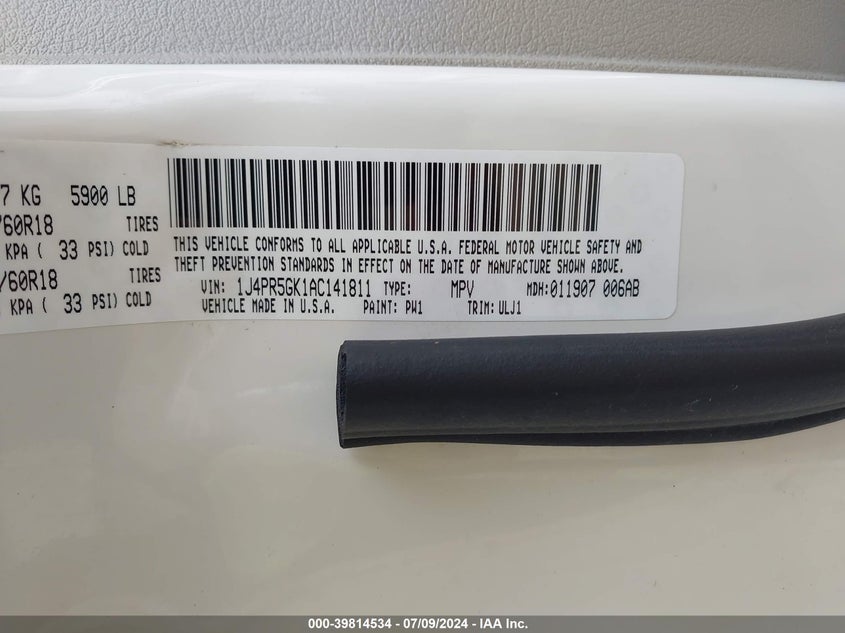 7 KG 5900 LB
/60R18 TIRES
KPA ( 33 PSI) COLD
/60R18 TIRES
KPA ( 33 PSI) COLD
THIS VEHICLE CONFORMS TO ALL APPLICABLE U.S.A. FEDERAL MOTOR VEHICLE SAFETY AND
THEFT PREVENTION STANDARDS IN EFFECT ON THE DATE OF MANUFACTURE SHOWN ABOVE.
VIN: 1J4PR5GK1AC141811 TYPE: MPV MDH: 011907 006AB
VEHICLE MADE IN U.S.A. PAINT: PW1 TRIM: ULJ1
000-39814534 - 07/09/2024 - IAA Inc.